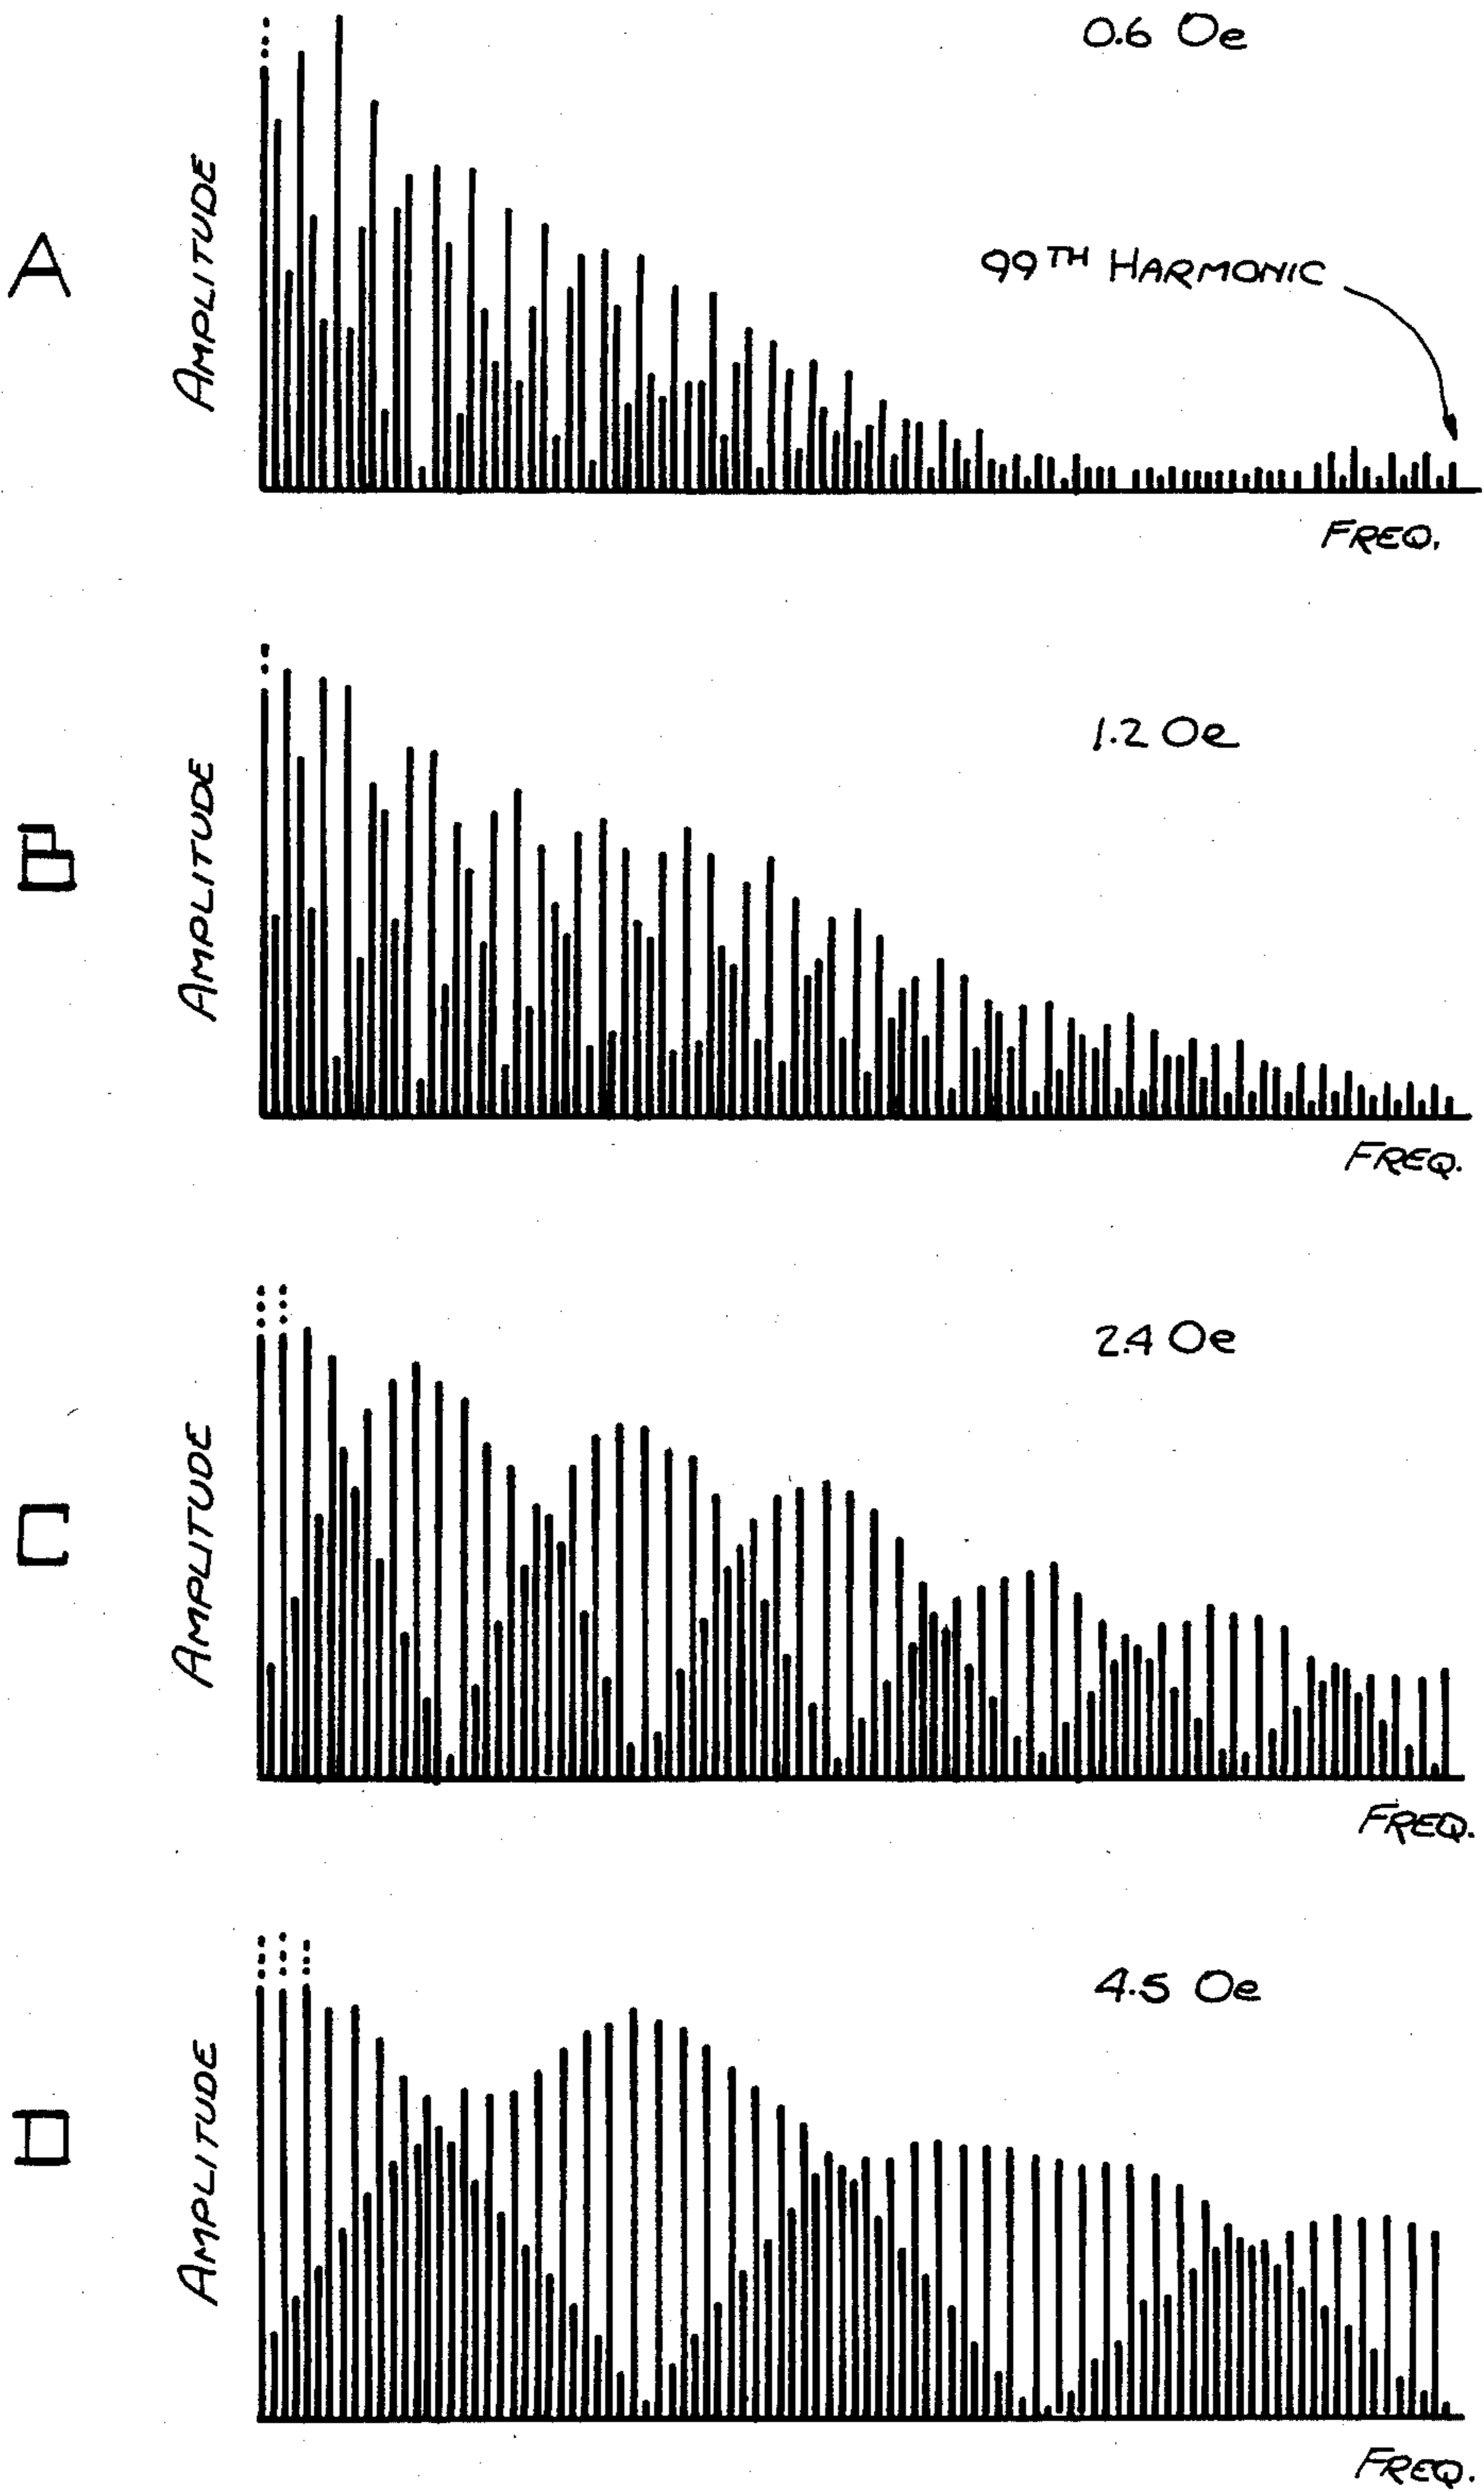 0.6 Oe
A
AMPLITUDE
99TH HARMONIC
FREQ.
1.2 Oe
B
AMPLITUDE
FREQ.
2.4 Oe
C
AMPLITUDE
FREQ.
4.5 Oe
D
AMPLITUDE
FREQ.